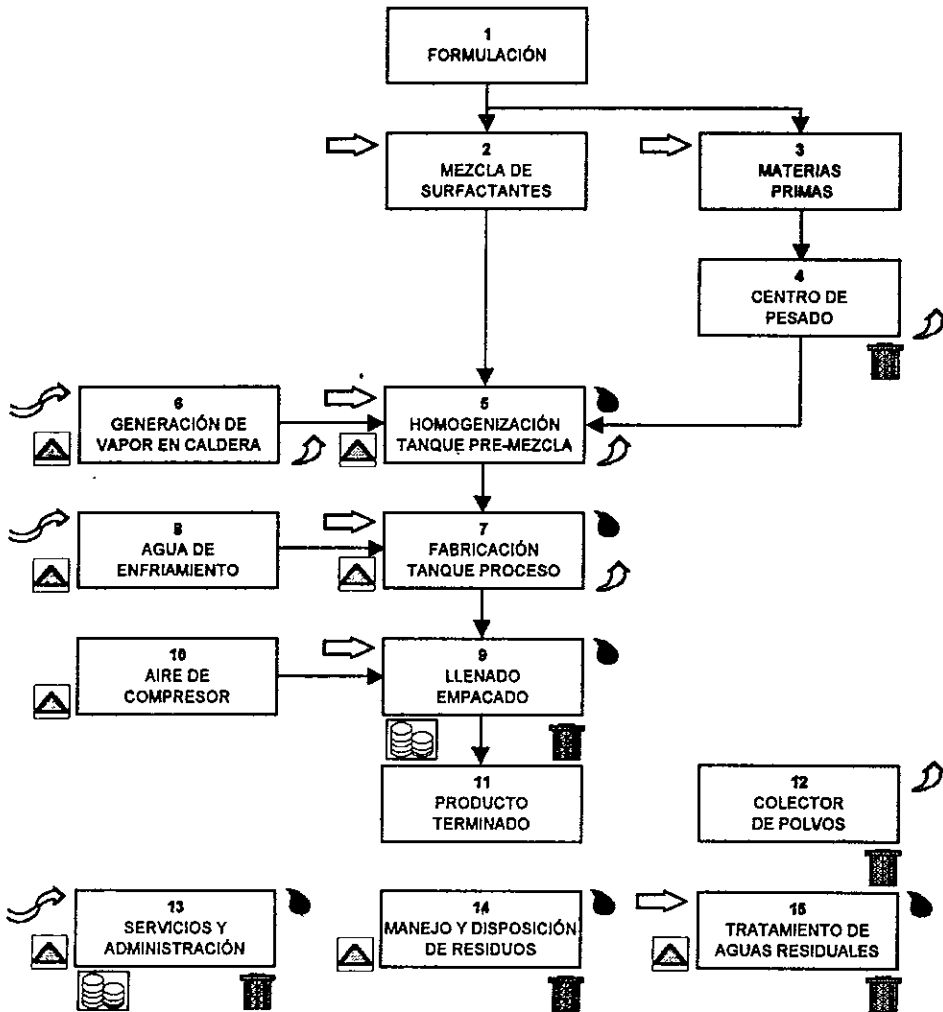 1
FORMULACIÓN
2
MEZCLA DE
SURFACTANTES
3
MATERIAS
PRIMAS
4
CENTRO DE
PESADO
6
GENERACIÓN DE
VAPOR EN CALDERA
5
HOMOGENIZACIÓN
TANQUE PRE-MEZCLA
8
AGUA DE
ENFRIAMIENTO
7
FABRICACIÓN
TANQUE PROCESO
10
AIRE DE
COMPRESOR
9
LLENADO
EMPACADO
11
PRODUCTO
TERMINADO
12
COLECTOR
DE POLVOS
13
SERVICIOS Y
ADMINISTRACIÓN
14
MANEJO Y DISPOSICIÓN
DE RESIDUOS
15
TRATAMIENTO DE
AGUAS RESIDUALES